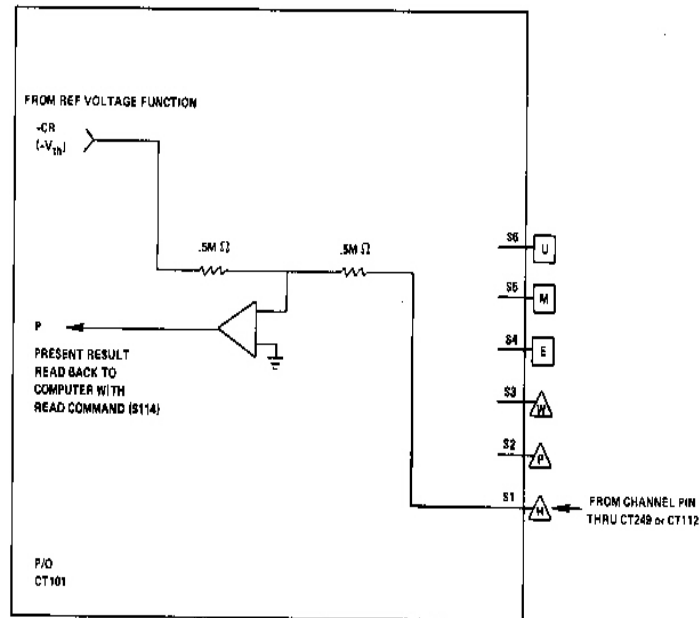 FROM REF VOLTAGE FUNCTION
-CR
(-Vth)
.5M Ω
.5M Ω
S6 U
S5 M
S4 E
S3 W
S2 P
S1 H
FROM CHANNEL PIN
THRU CT249 or CT112
P
PRESENT RESULT
READ BACK TO
COMPUTER WITH
READ COMMAND (S114)
P/O
CT101